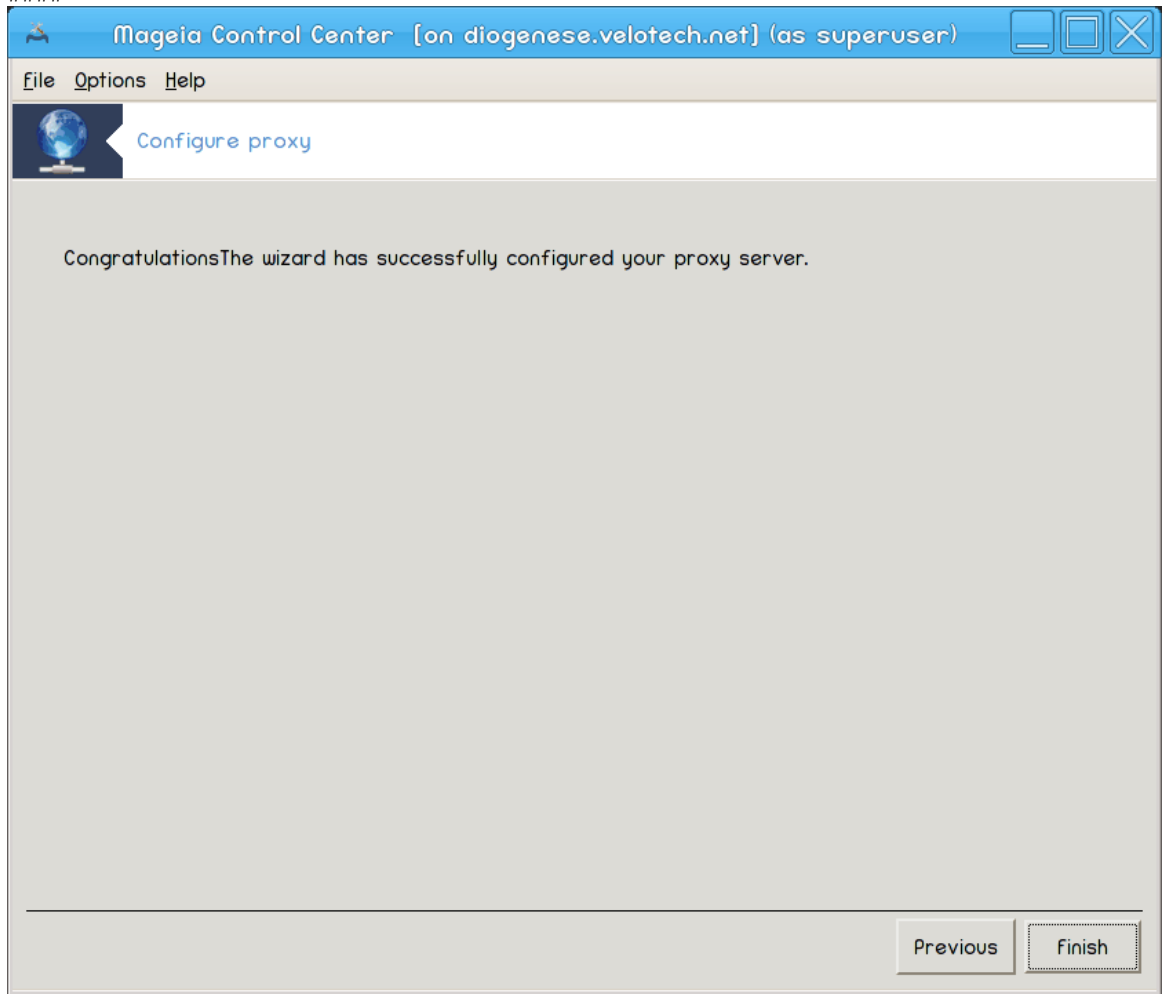 Mageia Control Center [on diogenese.velotech.net] (as superuser)
File Options Help
Configure proxy
CongratulationsThe wizard has successfully configured your proxy server.
Previous Finish